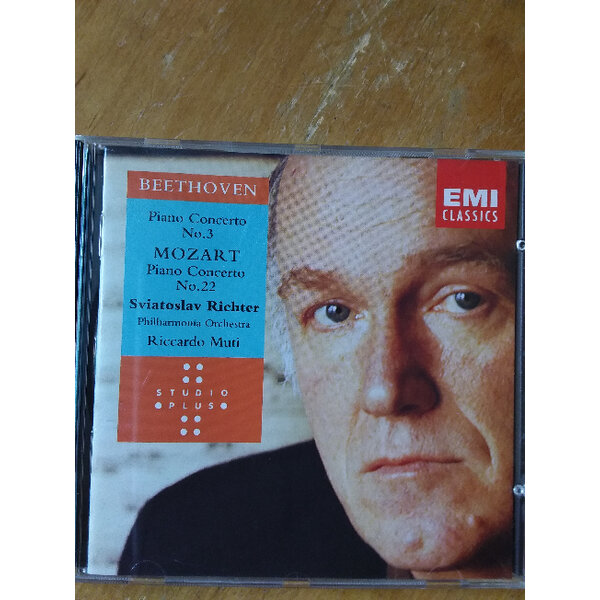 BEETHOVEN
Piano Concerto
No.3
MOZART
Piano Concerto
No.22
Sviatoslav Richter
Philharmonia Orchestra
Riccardo Muti
STUDIO
PLUS
EMI
CLASSICS